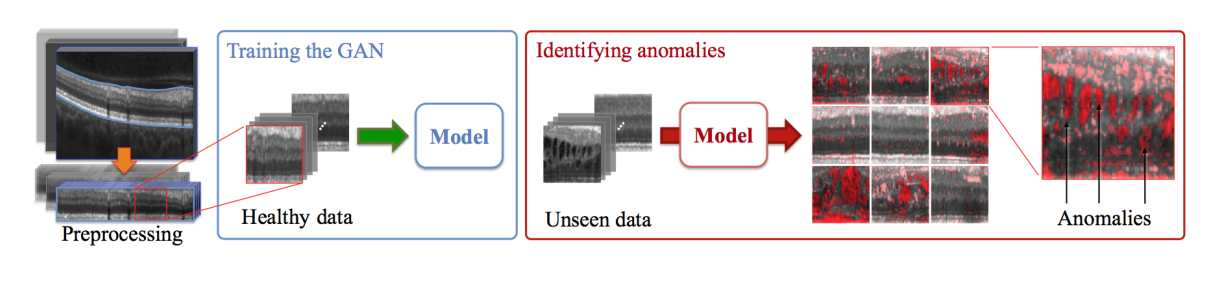 Training the GAN
Identifying anomalies
Model
Model
Healthy data
Unseen data
Anomalies
Preprocessing